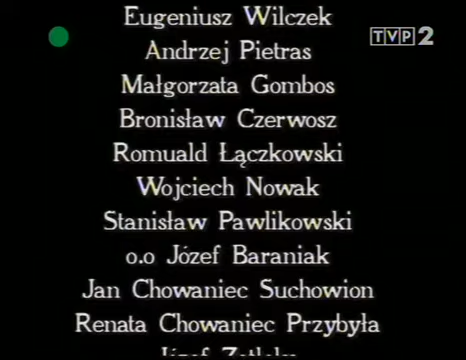 Eugeniusz Wilczek
TVP2
Andrzej Pietras
Małgorzata Gombos
Bronisław Czerwosz
Romuald Łączkowski
Wojciech Nowak
Stanisław Pawlikowski
o.o Józef Baraniak
Jan Chowaniec Suchowion
Renata Chowaniec Przybyła
Józef